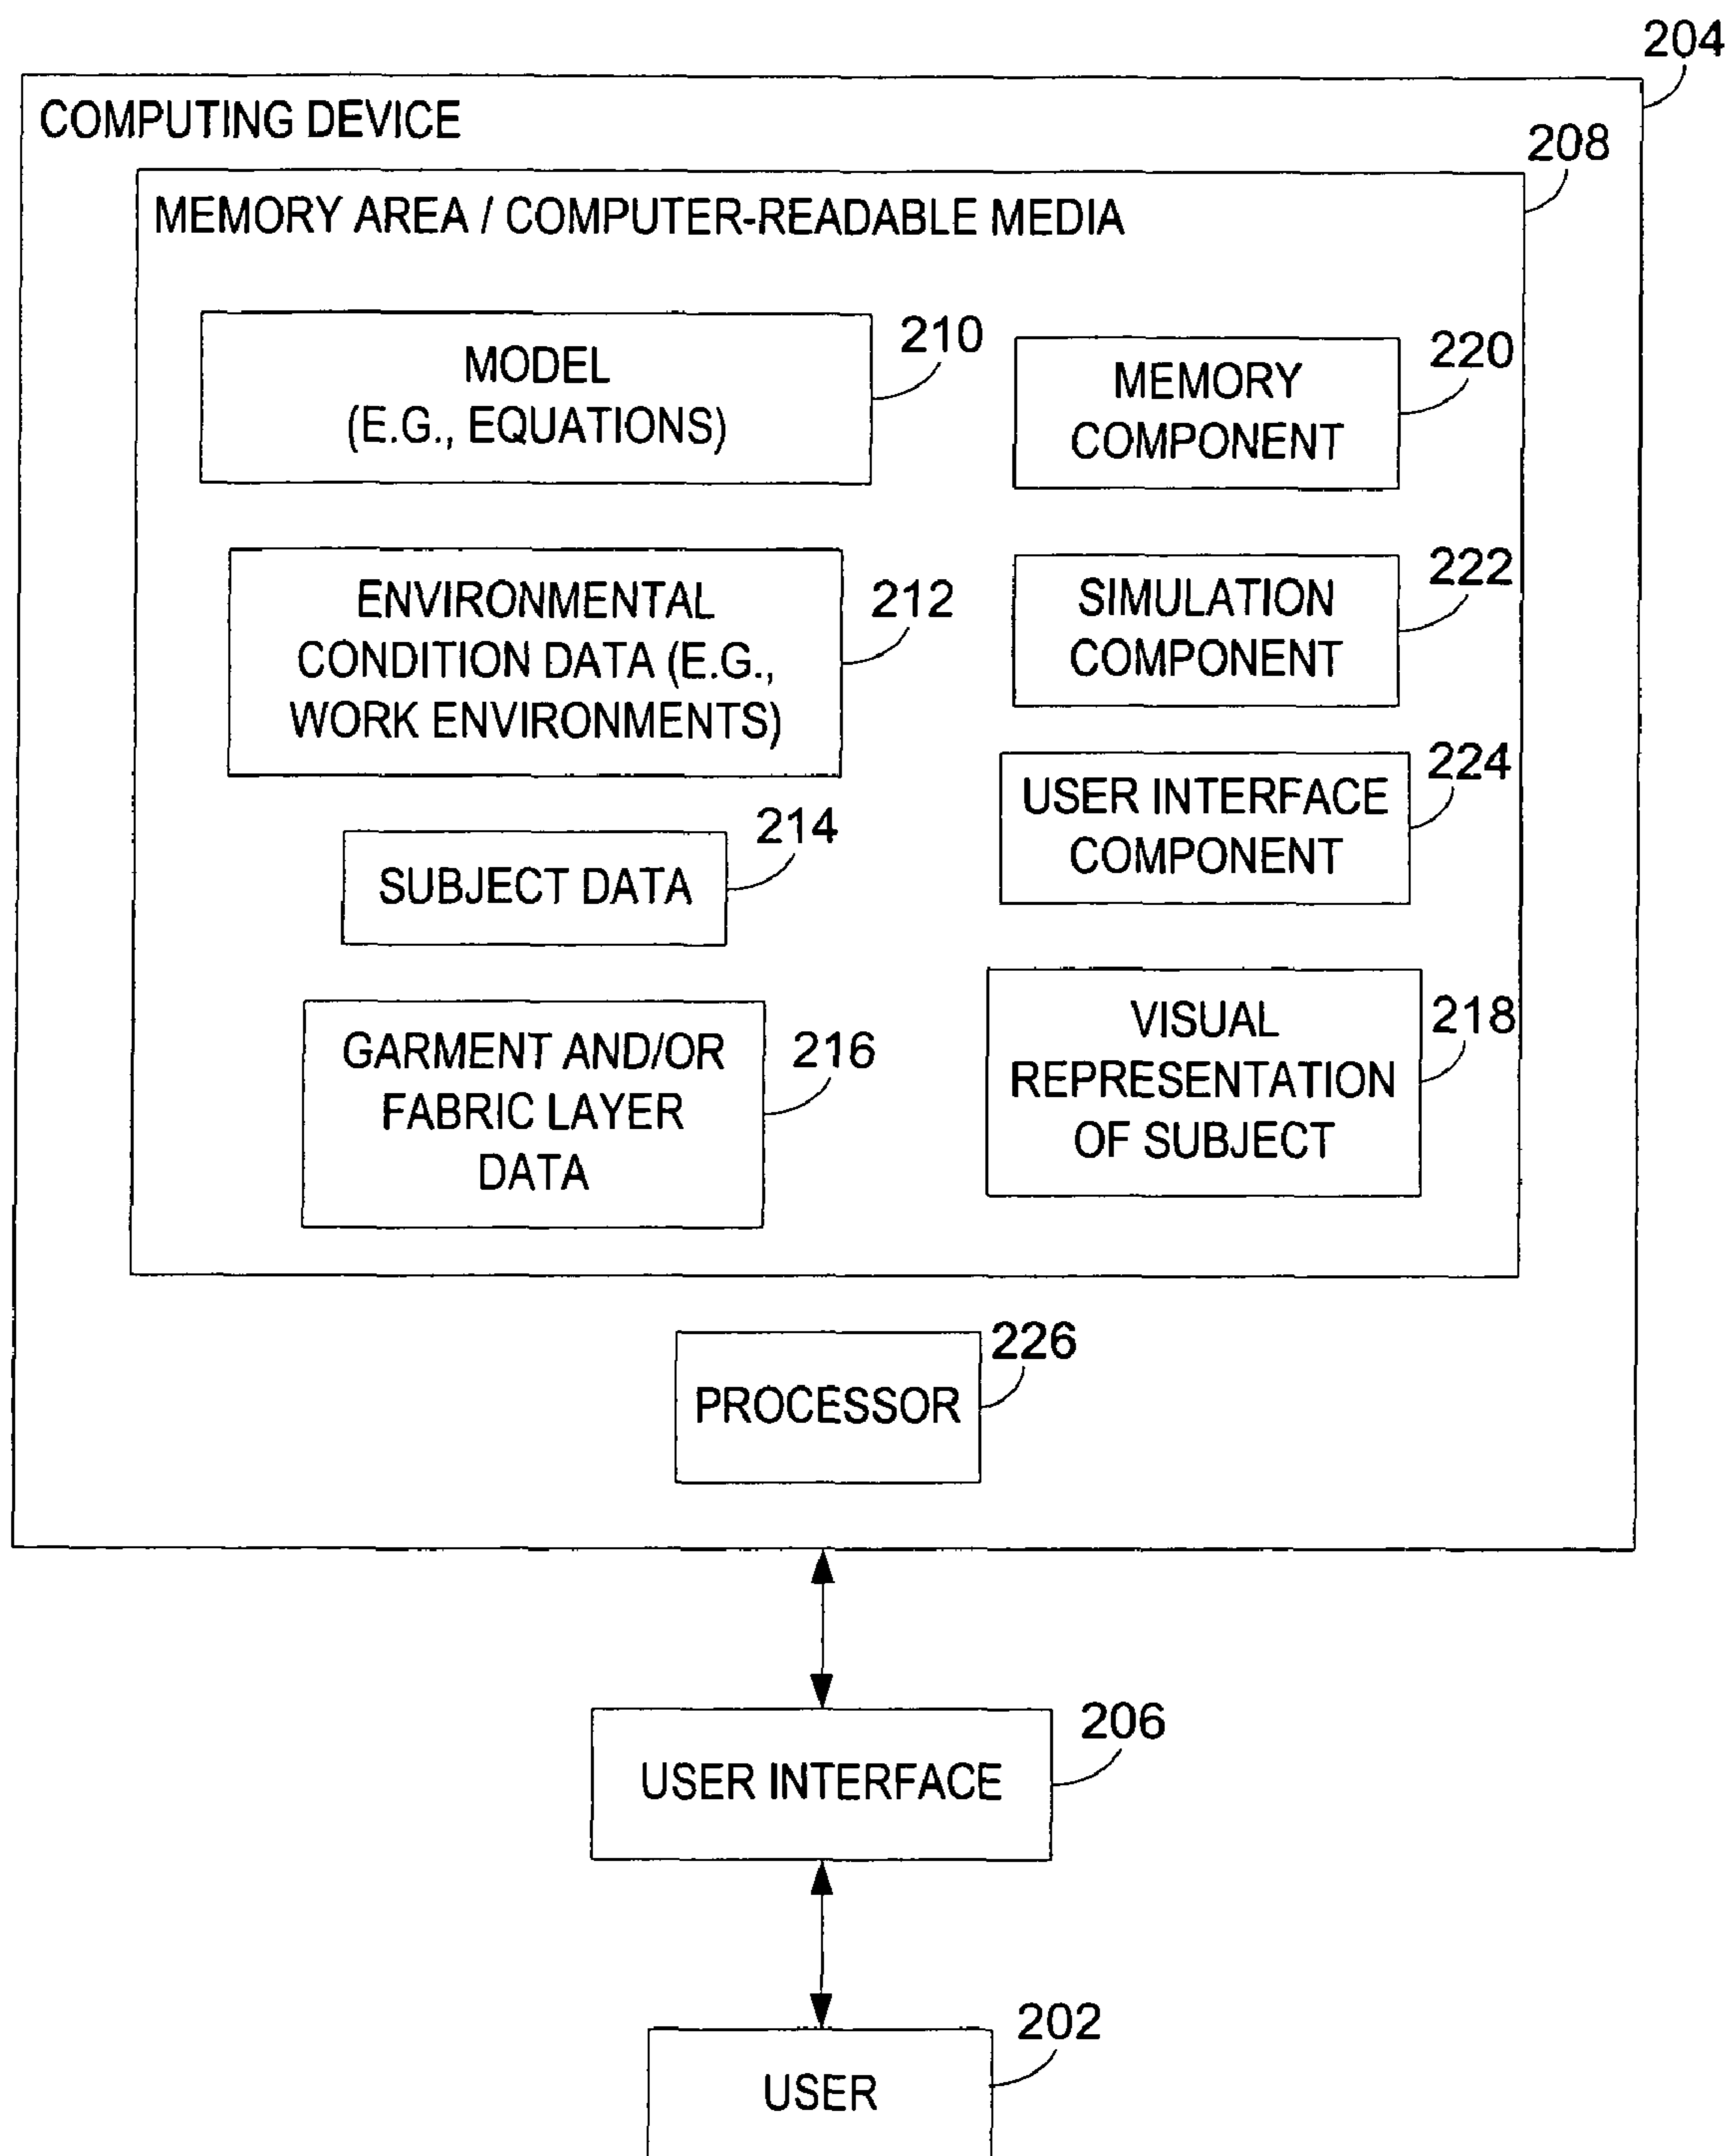 204
COMPUTING DEVICE
208
MEMORY AREA / COMPUTER-READABLE MEDIA
210
MODEL
(E.G., EQUATIONS)
220
MEMORY
COMPONENT
212
ENVIRONMENTAL
CONDITION DATA (E.G.,
WORK ENVIRONMENTS)
222
SIMULATION
COMPONENT
224
USER INTERFACE
COMPONENT
214
SUBJECT DATA
216
GARMENT AND/OR
FABRIC LAYER
DATA
218
VISUAL
REPRESENTATION
OF SUBJECT
226
PROCESSOR
206
USER INTERFACE
202
USER